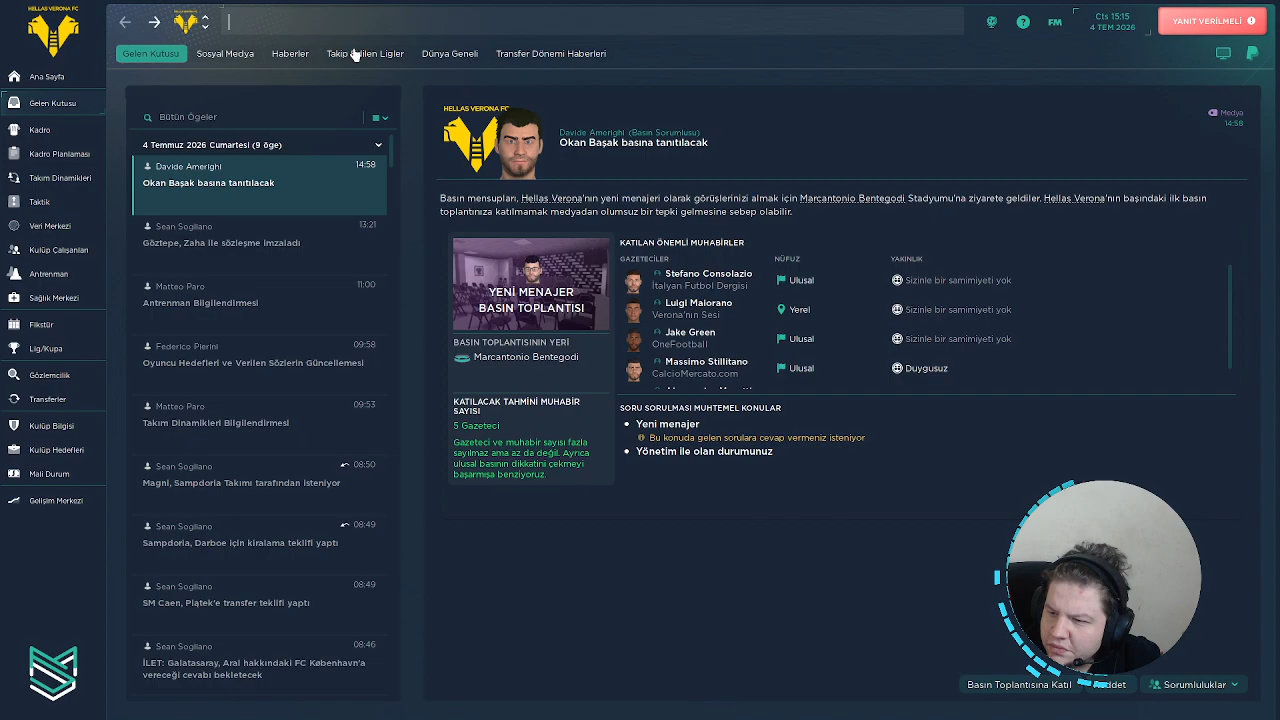 HELLAS VERONA FC
Cts 15:15
4 TEM 2026
FM
YANIT VERİLMELİ
Gelen Kutusu
Sosyal Medya
Haberler
Dünya Geneli
Transfer Dönemi Haberleri
Ana Sayfa
Gelen Kutusu
Kadro
Kadro Planlaması
Takım Dinamikleri
Taktik
Veri Merkezi
Kulüp Çalışanları
Antrenman
Sağlık Merkezi
Fikstür
Lig/Kupa
Gözlemcilik
Transferler
Kulüp Bilgisi
Kulüp Hedefleri
Mali Durum
Gelişim Merkezi
Bütün Ögeler
4 Temmuz 2026 Cumartesi (9 öge)
Davide Amerighi
14:58
Okan Başak basına tanıtılacak
Sean Sogliano
13:21
Göztepe, Zaha ile sözleşme imzaladı
Matteo Paro
11:00
Antrenman Bilgilendirmesi
Federico Pierini
09:58
Oyuncu Hedefleri ve Verilen Sözlerin Güncellemesi
Matteo Paro
09:53
Takım Dinamikleri Bilgilendirmesi
Sean Sogliano
08:50
Magni, Sampdoria Takımı tarafından isteniyor
Sean Sogliano
08:49
Sampdoria, Darboe için kiralama teklifi yaptı
Sean Sogliano
08:49
SM Caen, Piątek'e transfer teklifi yaptı
Sean Sogliano
08:46
İLET: Galatasaray, Aral hakkındaki FC København'a
vereceği cevabı bekletecek
HELLAS VERONA FC
Davide Amerighi (Basın Sorumlusu)
Okan Başak basına tanıtılacak
Medya
14:58
Basın mensupları, Hellas Verona'nın yeni menajeri olarak görüşlerinizi almak için Marcantonio Bentegodi Stadyumu'na ziyarete geldiler. Hellas Verona'nın başındaki ilk basın
toplantınıza katılmamak medyadan olumsuz bir tepki gelmesine sebep olabilir.
YENİ MENAJER
BASIN TOPLANTISI
BASIN TOPLANTISININ YERİ
Marcantonio Bentegodi
KATILACAK TAHMİNİ MUHABİR
SAYISI
5 Gazeteci
Gazeteci ve muhabir sayısı fazla
sayılmaz ama az da değil. Ayrıca
ulusal basının dikkatini çekmeyi
başarmışa benziyoruz.
KATILAN ÖNEMLİ MUHABİRLER
GAZETECİLER
NÜFUZ
YAKINLIK
Stefano Consolazio
İtalyan Futbol Dergisi
Ulusal
Sizinle bir samimiyeti yok
Luigi Maiorano
Verona'nın Sesi
Yerel
Sizinle bir samimiyeti yok
Jake Green
OneFootball
Ulusal
Sizinle bir samimiyeti yok
Massimo Stillitano
CalcioMercato.com
Ulusal
Duygusuz
SORU SORULMASI MUHTEMEL KONULAR
Yeni menajer
Bu konuda gelen sorulara cevap vermeniz isteniyor
Yönetim ile olan durumunuz
Basın Toplantısına Katıl
Sorumluluklar